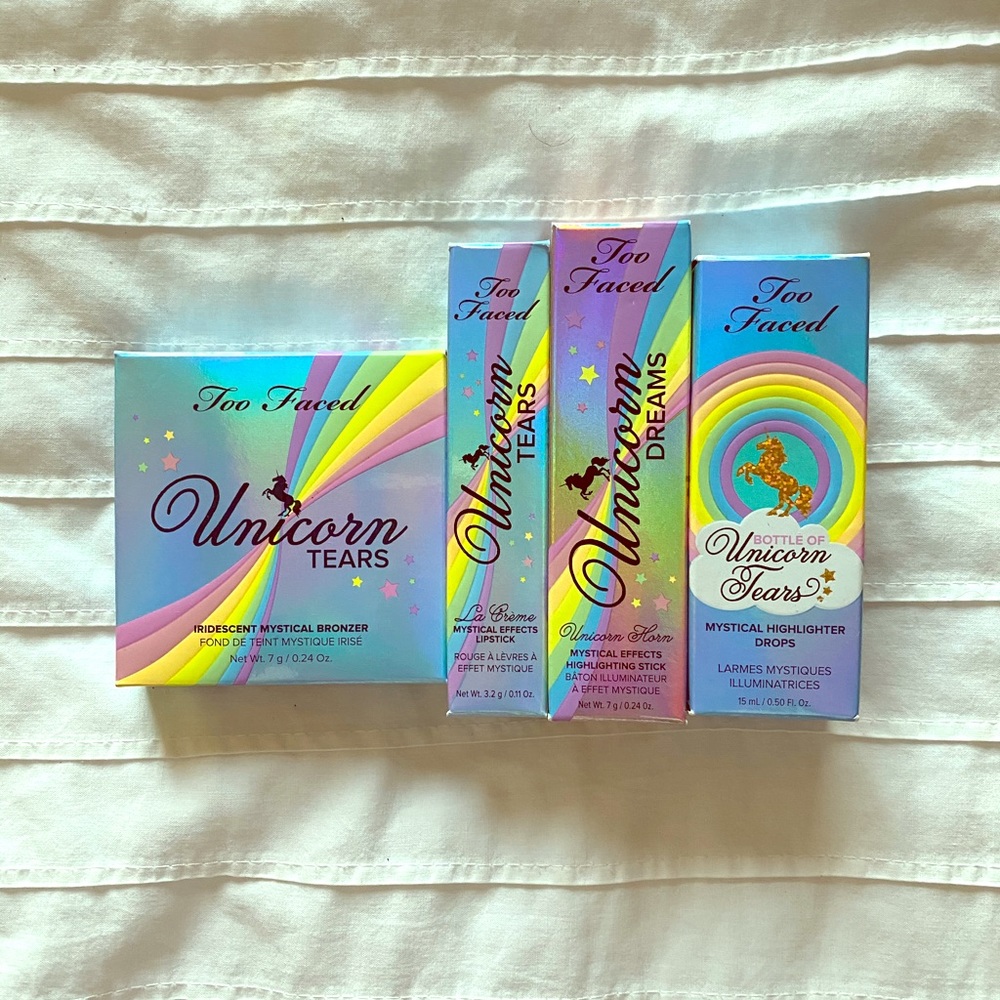 Too Faced
Unicorn
TEARS
IRIDESCENT MYSTICAL BRONZER
FOND DE TEINT MYSTIQUE IRISÉ
Net Wt. 7 g / 0.24 Oz.
Too
Faced
Unicorn
TEARS
La Crème
MYSTICAL EFFECTS
LIPSTICK
ROUGE À LÈVRES À
EFFET MYSTIQUE
Net Wt. 3.2 g / 0.11 Oz.
Too
Faced
Unicorn
DREAMS
Unicorn Horn
MYSTICAL EFFECTS
HIGHLIGHTING STICK
BÂTON ILLUMINATEUR
À EFFET MYSTIQUE
Net Wt. 7 g / 0.24 Oz.
Too
Faced
BOTTLE OF
Unicorn
Tears
MYSTICAL HIGHLIGHTER
DROPS
LARMES MYSTIQUES
ILLUMINATRICES
15 mL / 0.50 Fl. Oz.